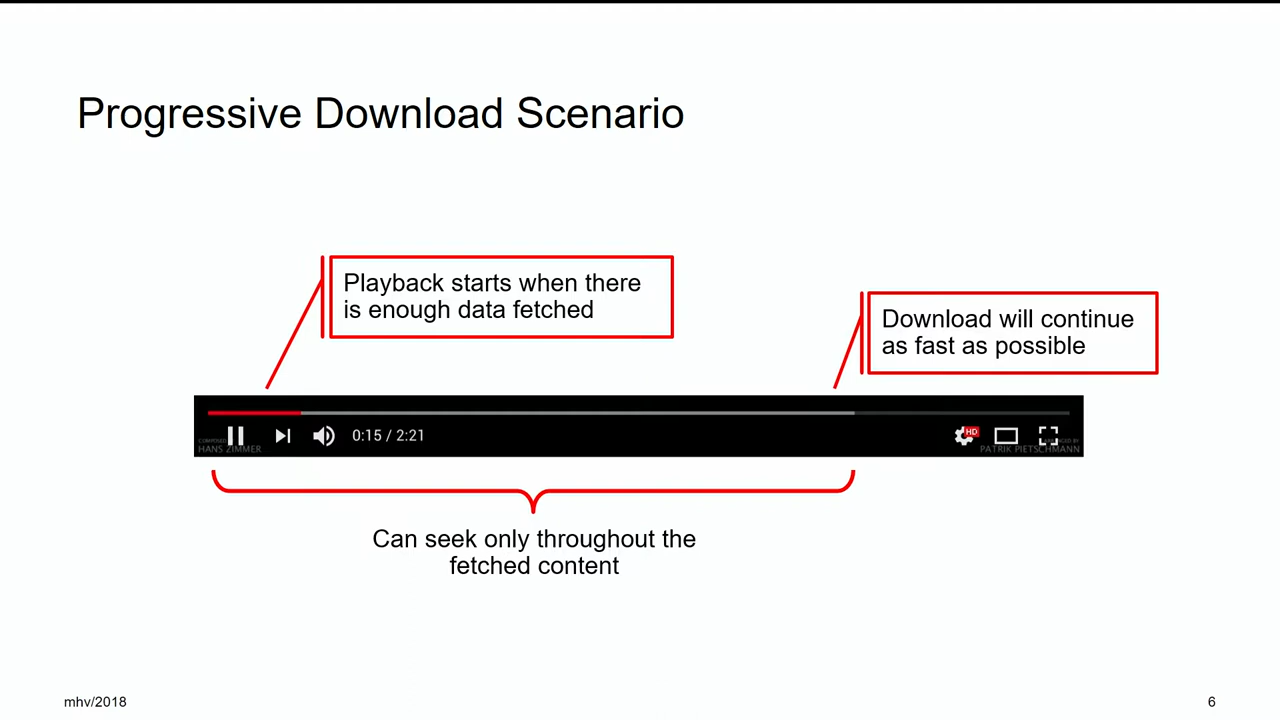 Progressive Download Scenario
Playback starts when there
is enough data fetched
Download will continue
as fast as possible
0:15 / 2:21
HD
HANS ZIMMER
PATRIK PIETSCHMANN
Can seek only throughout the
fetched content
mhv/2018
6